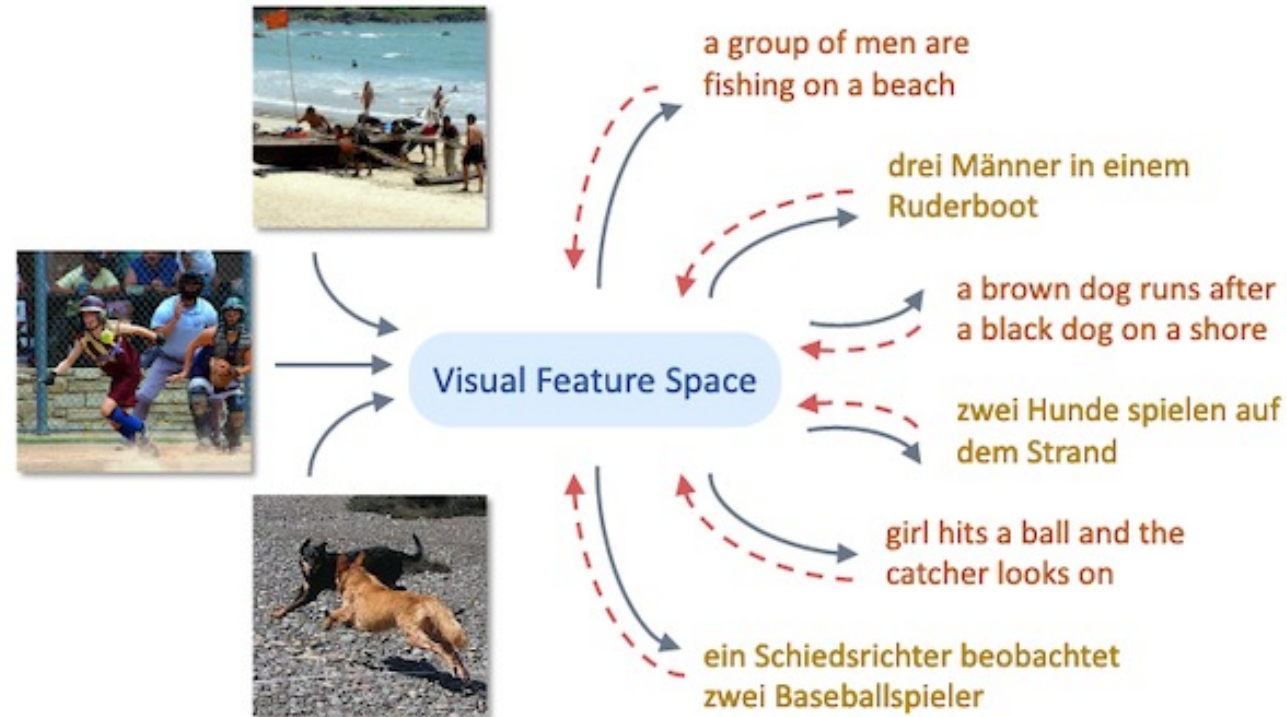 a group of men are
fishing on a beach
drei Männer in einem
Ruderboot
a brown dog runs after
a black dog on a shore
Visual Feature Space
zwei Hunde spielen auf
dem Strand
girl hits a ball and the
catcher looks on
ein Schiedsrichter beobachtet
zwei Baseballspieler